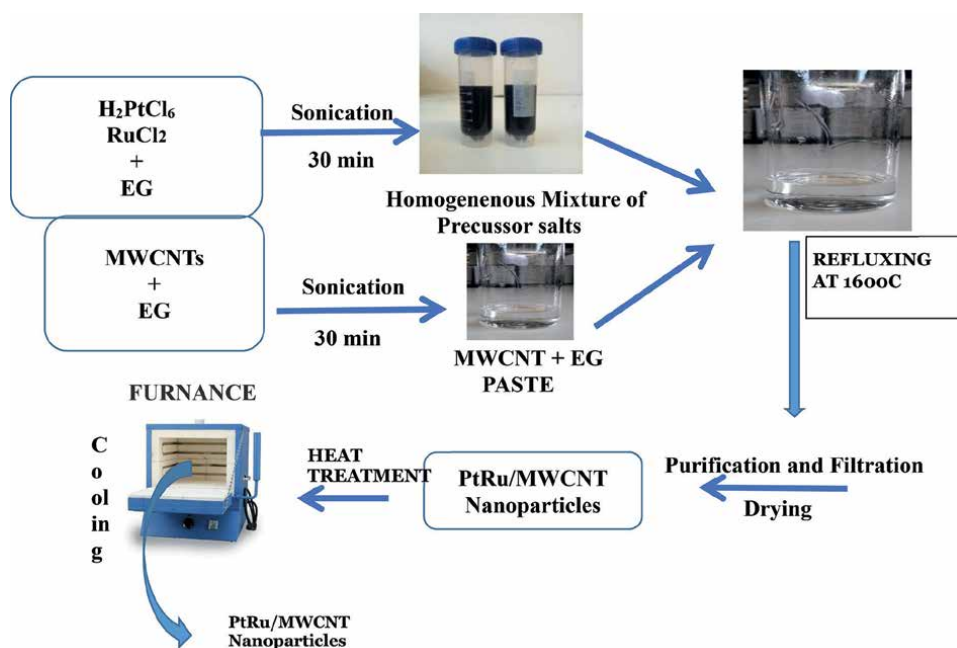 H₂PtCl₆
RuCl₂
+
EG
Sonication
30 min
Homogenenous Mixture of
Precussor salts
MWCNTs
+
EG
Sonication
30 min
MWCNT + EG
PASTE
REFLUXING
AT 1600C
Purification and Filtration
Drying
PtRu/MWCNT
Nanoparticles
HEAT
TREATMENT
FURNANCE
C
o
ol
in
g
PtRu/MWCNT
Nanoparticles